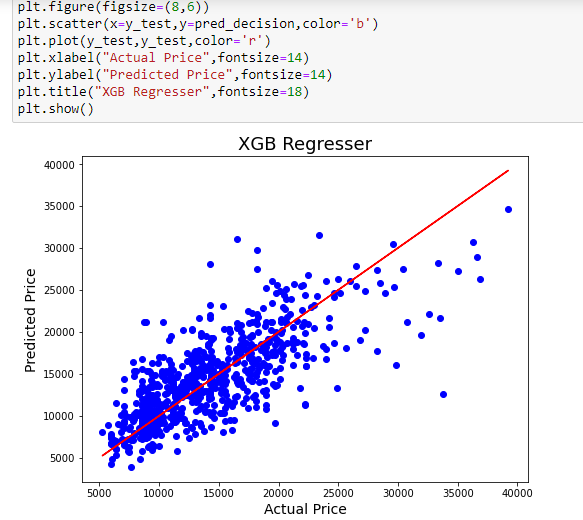 plt.figure(figsize=(8,6))
plt.scatter(x=y_test,y=pred_decision,color='b')
plt.plot(y_test,y_test,color='r')
plt.xlabel("Actual Price",fontsize=14)
plt.ylabel("Predicted Price",fontsize=14)
plt.title("XGB Regresser",fontsize=18)
plt.show()
XGB Regresser
40000
35000
30000
25000
20000
15000
10000
5000
Predicted Price
5000 10000 15000 20000 25000 30000 35000 40000
Actual Price